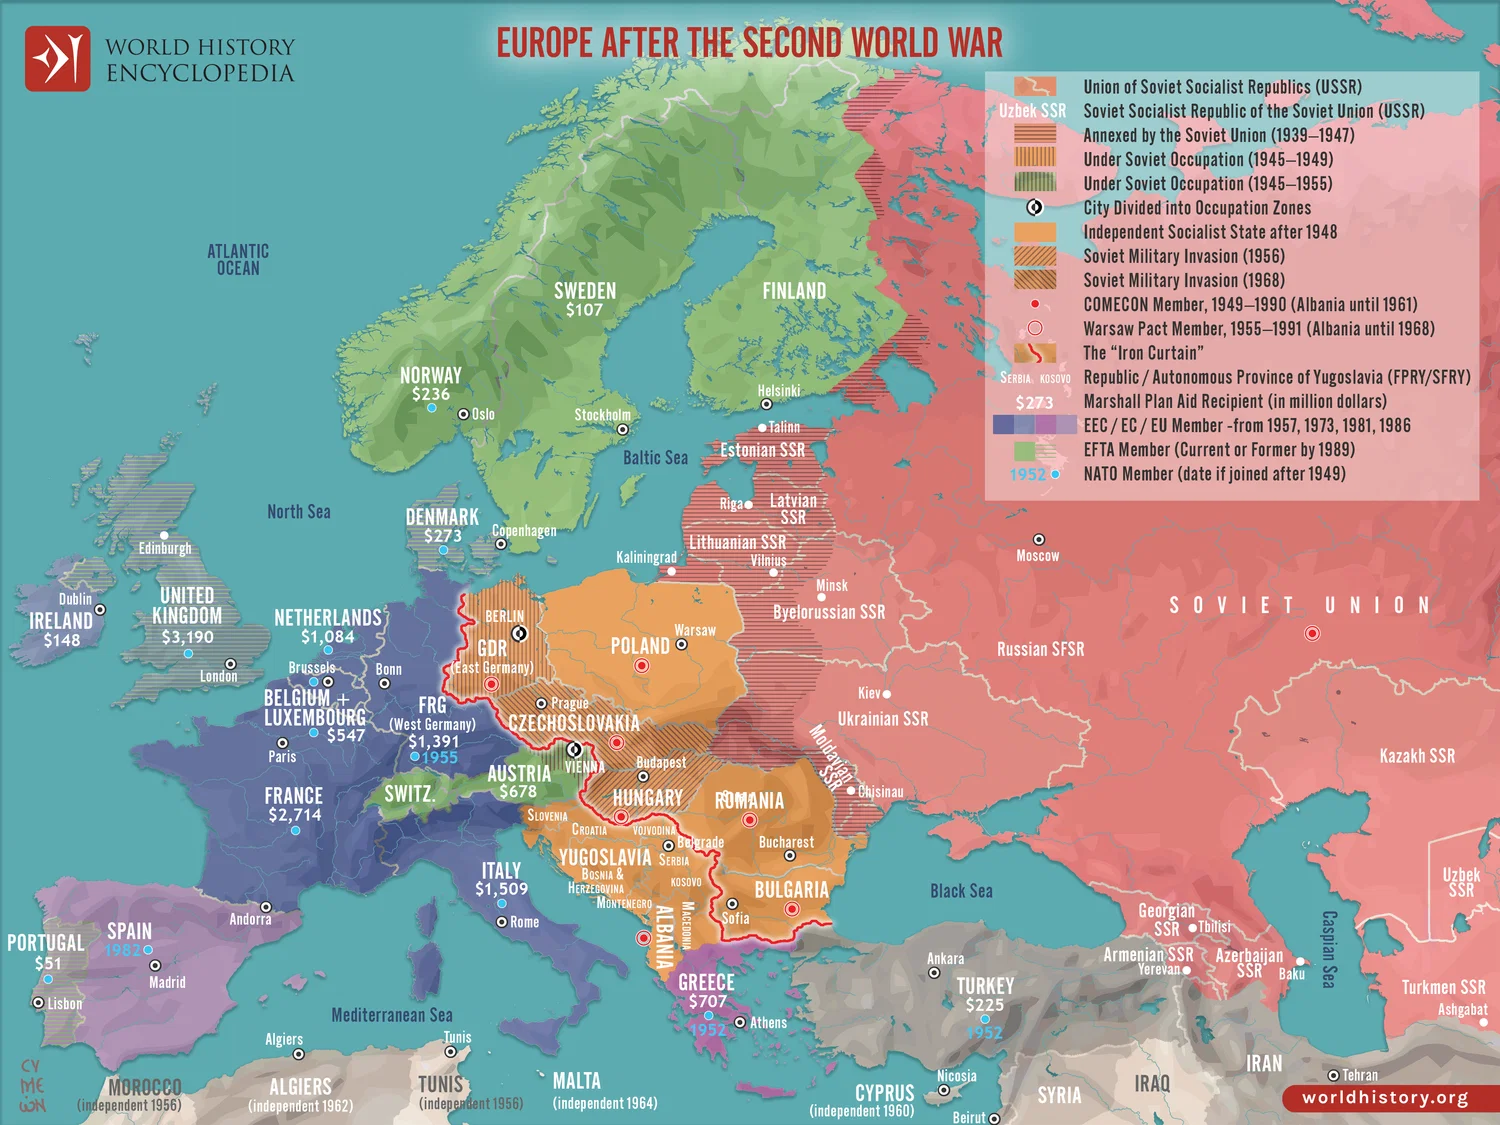 WORLD HISTORY
ENCYCLOPEDIA
EUROPE AFTER THE SECOND WORLD WAR
Union of Soviet Socialist Republics (USSR)
Uzbek SSR Soviet Socialist Republic of the Soviet Union (USSR)
Annexed by the Soviet Union (1939–1947)
Under Soviet Occupation (1945–1949)
Under Soviet Occupation (1945–1955)
City Divided into Occupation Zones
Independent Socialist State after 1948
Soviet Military Invasion (1956)
Soviet Military Invasion (1968)
COMECON Member, 1949–1990 (Albania until 1961)
Warsaw Pact Member, 1955–1991 (Albania until 1968)
The “Iron Curtain”
SERBIA, KOSOVO Republic / Autonomous Province of Yugoslavia (FPRY/SFRY)
$273 Marshall Plan Aid Recipient (in million dollars)
EEC / EC / EU Member -from 1957, 1973, 1981, 1986
EFTA Member (Current or Former by 1989)
1952 NATO Member (date if joined after 1949)
ATLANTIC
OCEAN
SWEDEN
$107
FINLAND
NORWAY
$236
Oslo
Stockholm
Helsinki
Talinn
Estonian SSR
Baltic Sea
Riga
Latvian
SSR
North Sea
DENMARK
$273
Copenhagen
Lithuanian SSR
Vilnius
Kaliningrad
Moscow
Edinburgh
Minsk
Byelorussian SSR
SOVIET UNION
Dublin
IRELAND
$148
UNITED
KINGDOM
$3,190
London
NETHERLANDS
$1,084
Brussels
Bonn
BELGIUM +
LUXEMBOURG
$547
BERLIN
GDR
(East Germany)
POLAND
Warsaw
Russian SFSR
Kiev
Ukrainian SSR
FRG
(West Germany)
$1,391
1955
Prague
CZECHOSLOVAKIA
Paris
VIENNA
Budapest
Moldavian
SSR
Chisinau
Kazakh SSR
AUSTRIA
$678
SWITZ.
FRANCE
$2,714
HUNGARY
ROMANIA
SLOVENIA
CROATIA
VOJVODINA
Belgrade
SERBIA
Bucharest
YUGOSLAVIA
BOSNIA &
HERZEGOVINA
KOSOVO
MONTENEGRO
MACEDONIA
ALBANIA
BULGARIA
Sofia
Black Sea
Uzbek
SSR
ITALY
$1,509
Rome
Andorra
Georgian
SSR
Tbilisi
Armenian SSR
Yerevan
Azerbaijan
SSR
Baku
Caspian Sea
Turkmen SSR
Ashgabat
PORTUGAL
$51
Lisbon
SPAIN
1982
Madrid
GREECE
$707
1952
Athens
Ankara
TURKEY
$225
1952
Mediterranean Sea
Algiers
Tunis
MOROCCO
(independent 1956)
ALGIERS
(independent 1962)
TUNIS
(independent 1956)
MALTA
(independent 1964)
CYPRUS
(independent 1960)
Nicosia
Beirut
SYRIA
IRAQ
IRAN
Tehran
worldhistory.org